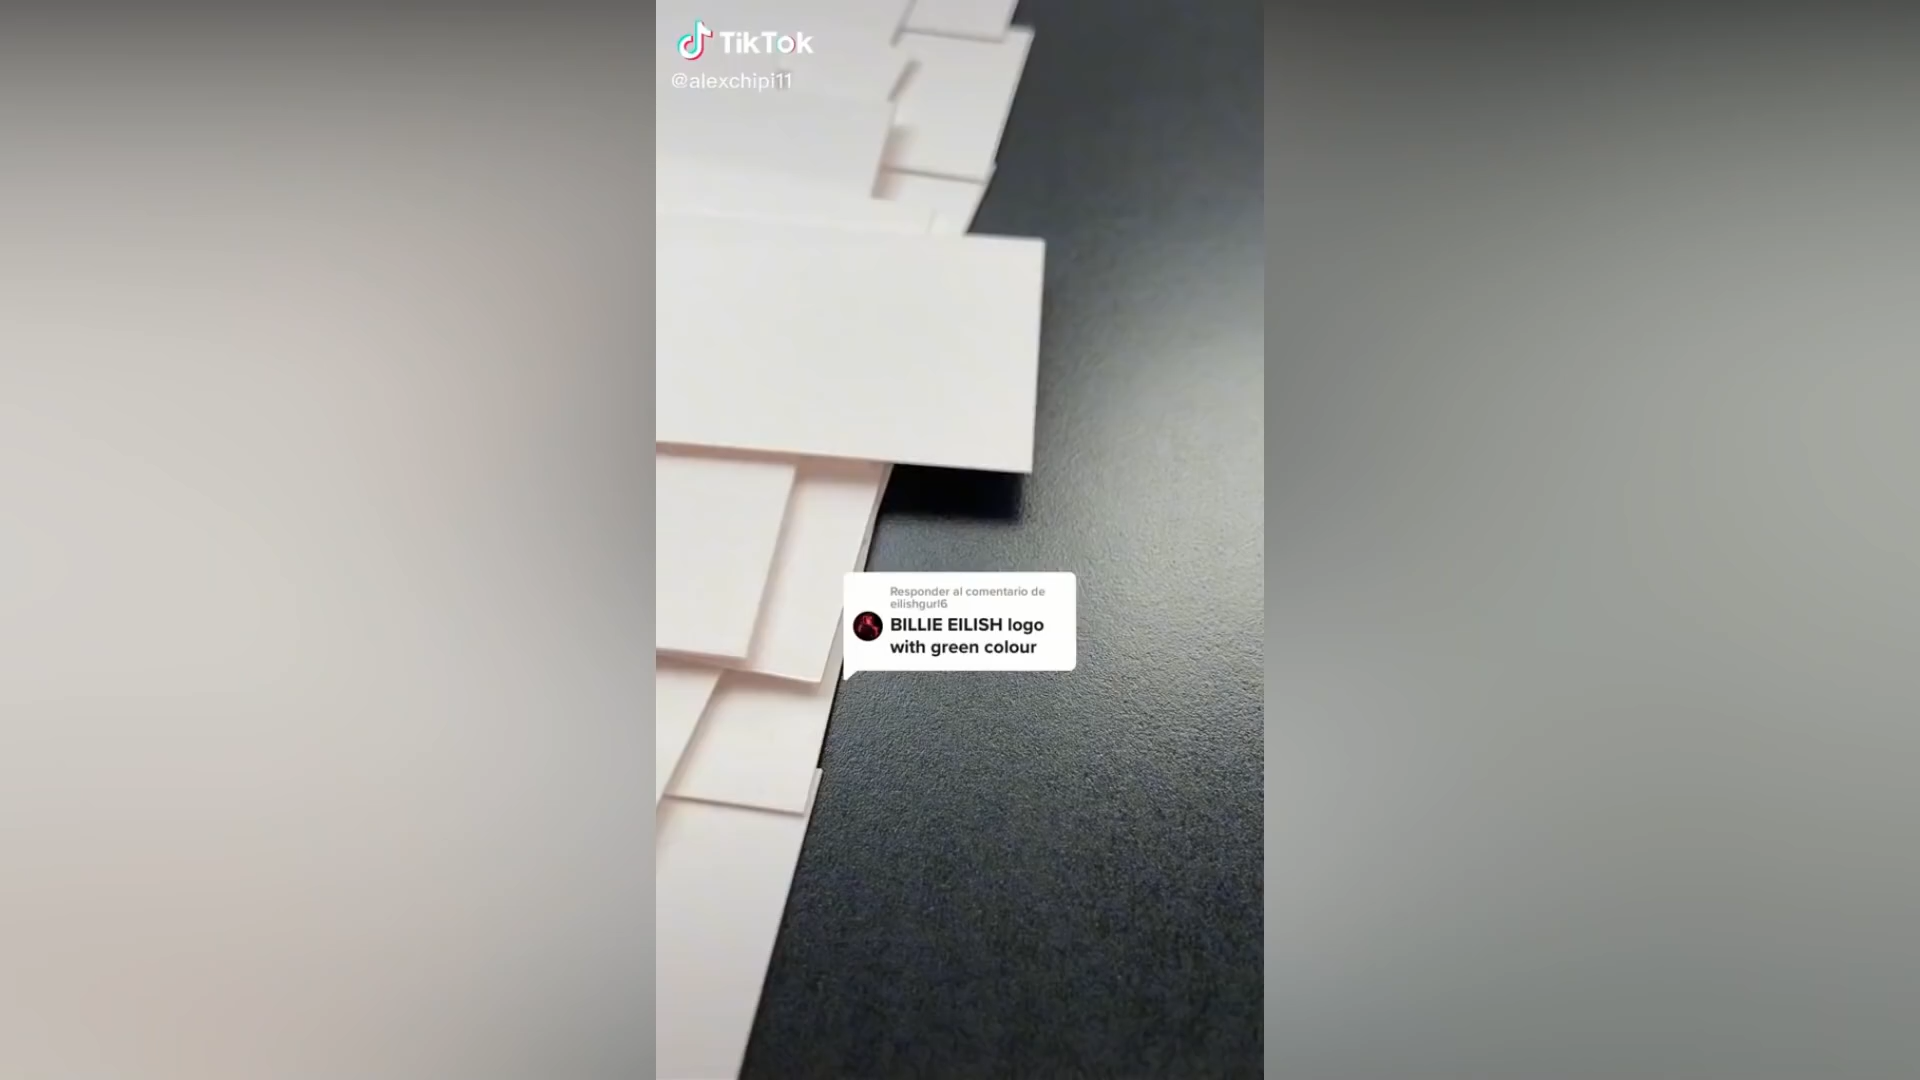 TikTok
@alexchipi11
Responder al comentario de
eilishgurl6
BILLIE EILISH logo
with green colour